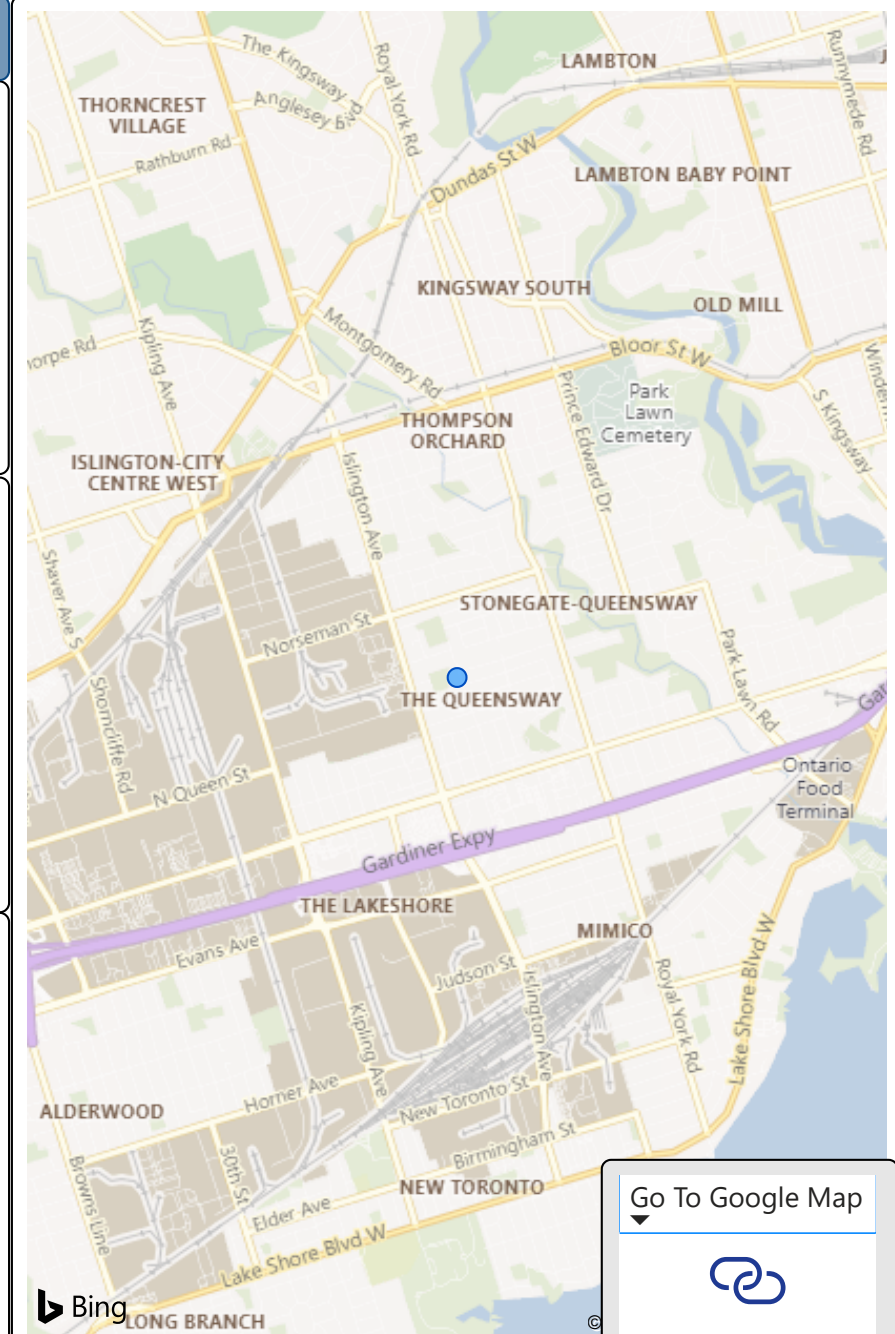 LAMBTON
The Kingsway
Royal York Rd
Runnymede Rd
THORNCREST
VILLAGE
Anglesey Blvd
Rathburn Rd
Dundas St W
LAMBTON BABY POINT
KINGSWAY SOUTH
OLD MILL
orpe Rd
Kipling Ave
Montgomery Rd
Bloor St W
Prince Edward Dr
Park
Lawn
Cemetery
S Kingsway
THOMPSON
ORCHARD
ISLINGTON-CITY
CENTRE WEST
Islington Ave
Shaver Ave S
STONEGATE-QUEENSWAY
Norseman St
Park Lawn Rd
THE QUEENSWAY
Shorncliffe Rd
N Queen St
Ontario
Food
Terminal
Gardiner Expy
THE LAKESHORE
MIMICO
Evans Ave
Judson St
Islington Ave
Royal York Rd
Lake Shore Blvd W
Kipling Ave
Horner Ave
New Toronto St
ALDERWOOD
Birmingham St
30th St
Browns Line
NEW TORONTO
Elder Ave
Lake Shore Blvd W
Go To Google Map
Bing
LONG BRANCH
©